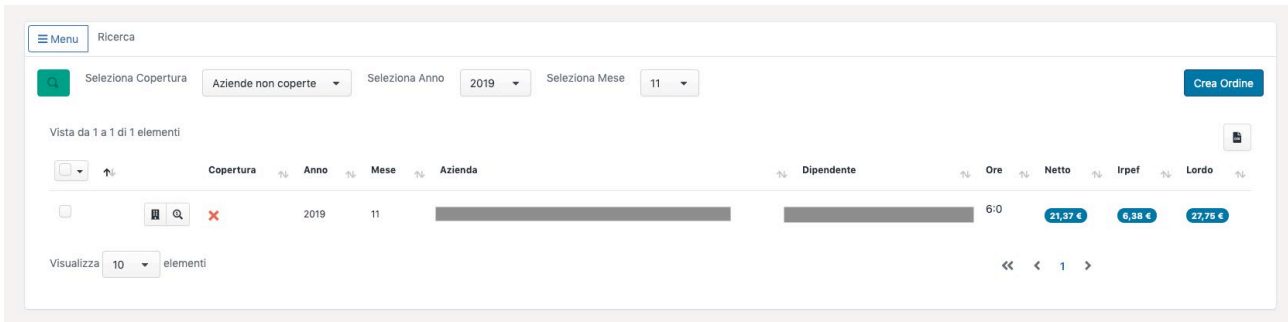 Menu Ricerca
Seleziona Copertura Aziende non coperte Seleziona Anno 2019 Seleziona Mese 11 Crea Ordine
Vista da 1 a 1 di 1 elementi
Copertura Anno Mese Azienda Dipendente Ore Netto Irpef Lordo
2019 11 6:0 21,37 € 6,38 € 27,75 €
Visualizza 10 elementi « ‹ 1 ›